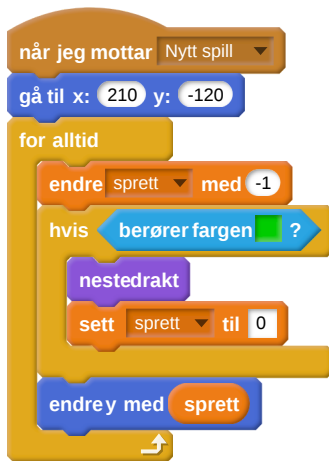 når jeg mottar Nytt spill
gå til x: 210 y: -120
for alltid
endre sprett med -1
hvis berører fargen ?
nestedrakt
sett sprett til 0
endre y med sprett